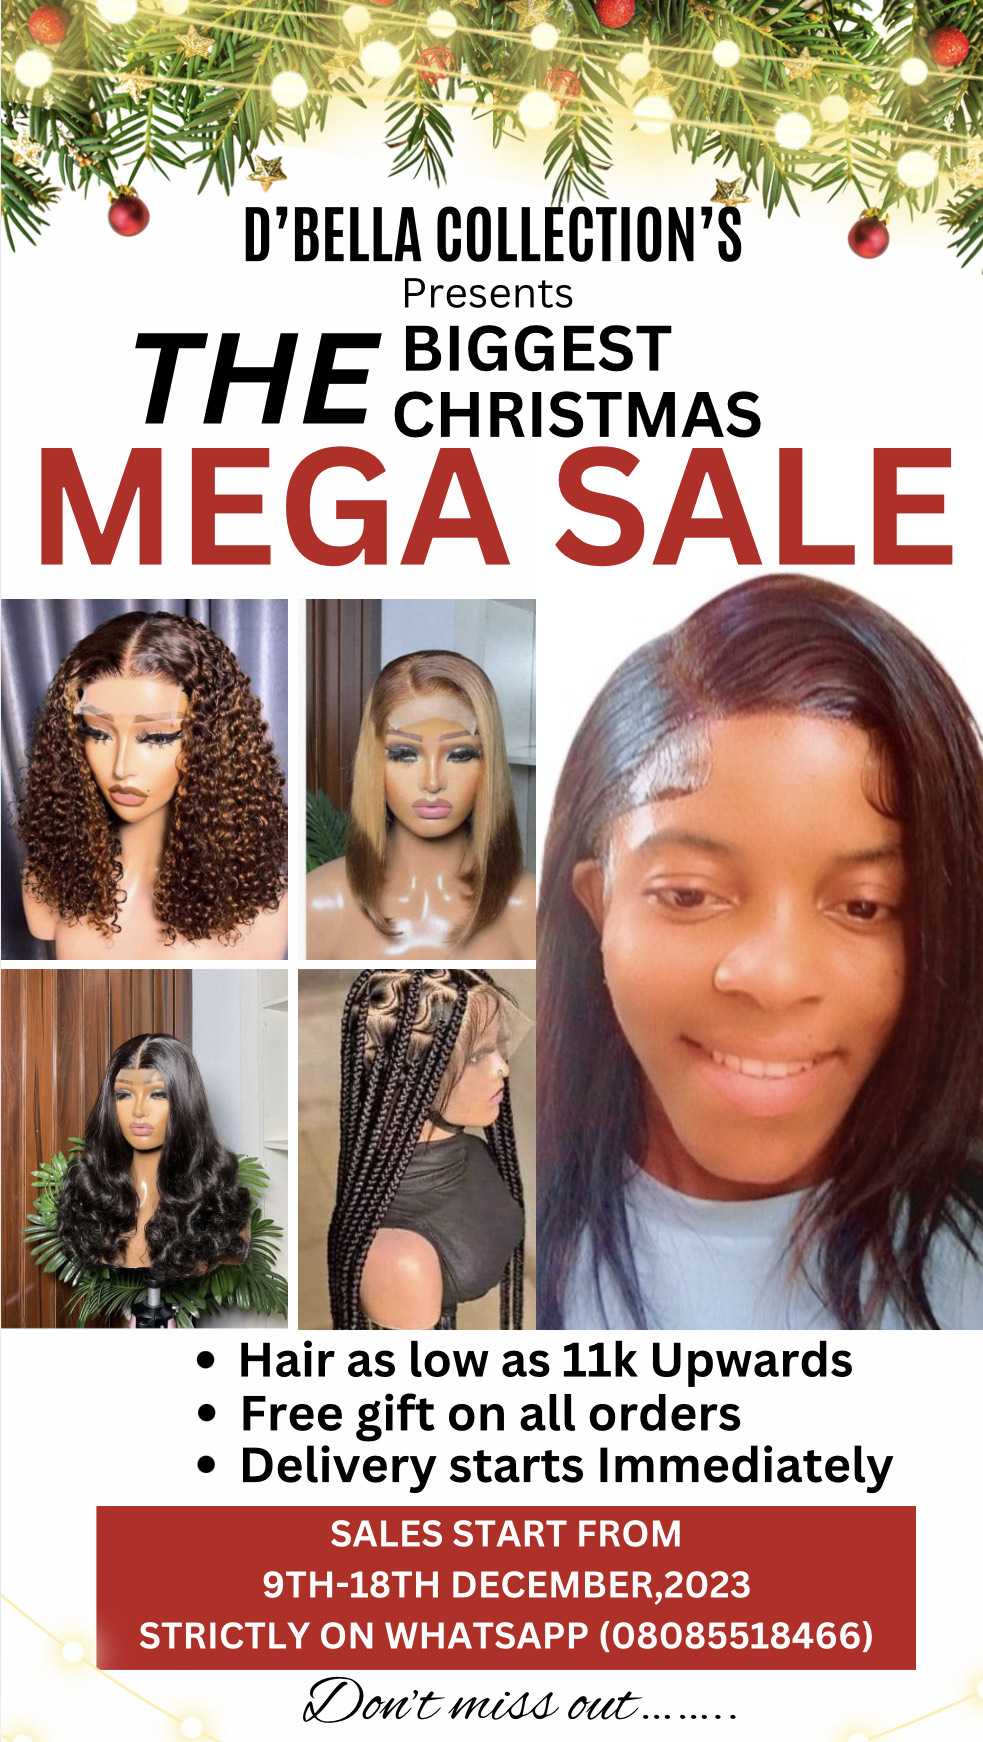 D'BELLA COLLECTION'S
Presents
THE BIGGEST
CHRISTMAS
MEGA SALE
• Hair as low as 11k Upwards
• Free gift on all orders
• Delivery starts Immediately
SALES START FROM
9TH-18TH DECEMBER,2023
STRICTLY ON WHATSAPP (08085518466)
Don't miss out........